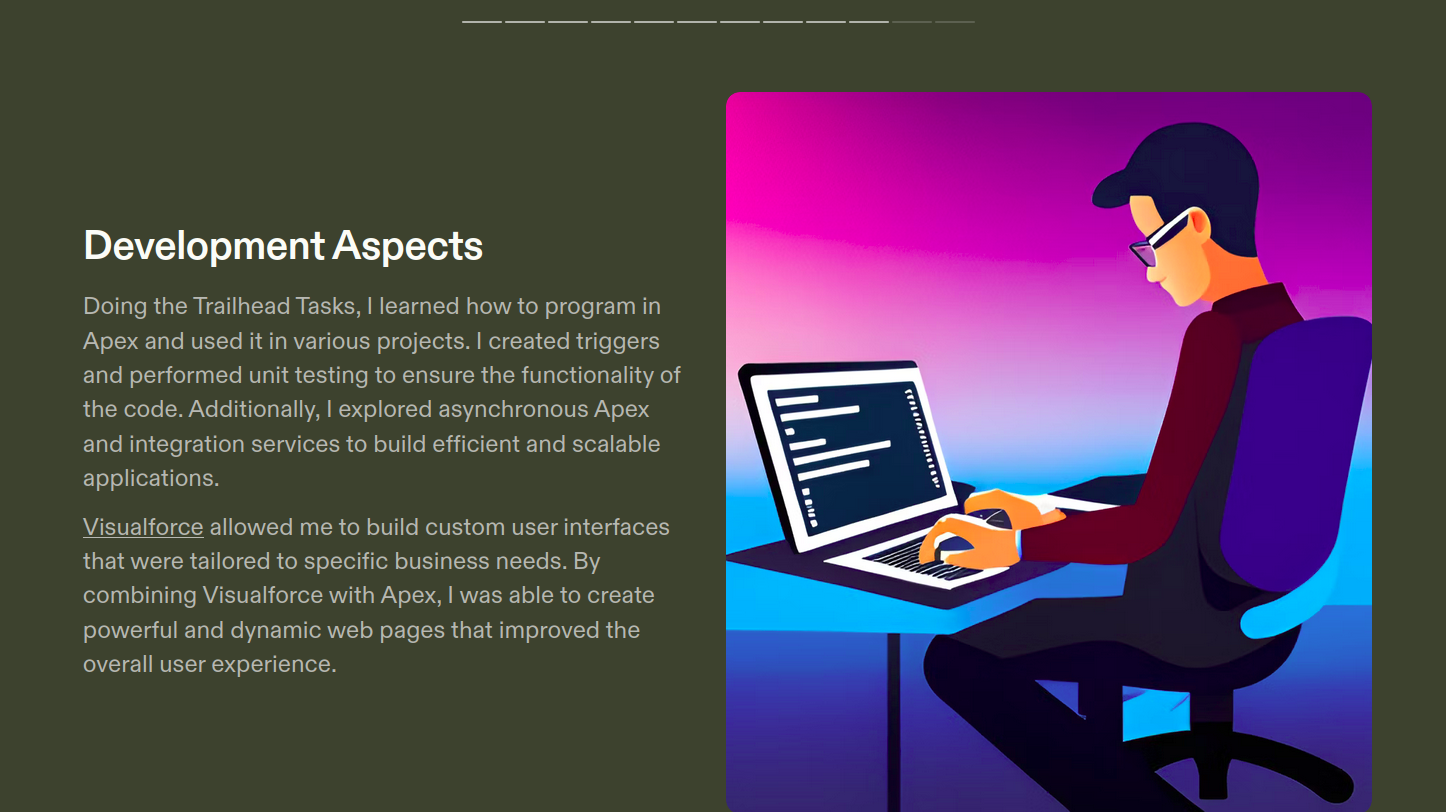 Development Aspects
Doing the Trailhead Tasks, I learned how to program in
Apex and used it in various projects. I created triggers
and performed unit testing to ensure the functionality of
the code. Additionally, I explored asynchronous Apex
and integration services to build efficient and scalable
applications.
Visualforce allowed me to build custom user interfaces
that were tailored to specific business needs. By
combining Visualforce with Apex, I was able to create
powerful and dynamic web pages that improved the
overall user experience.